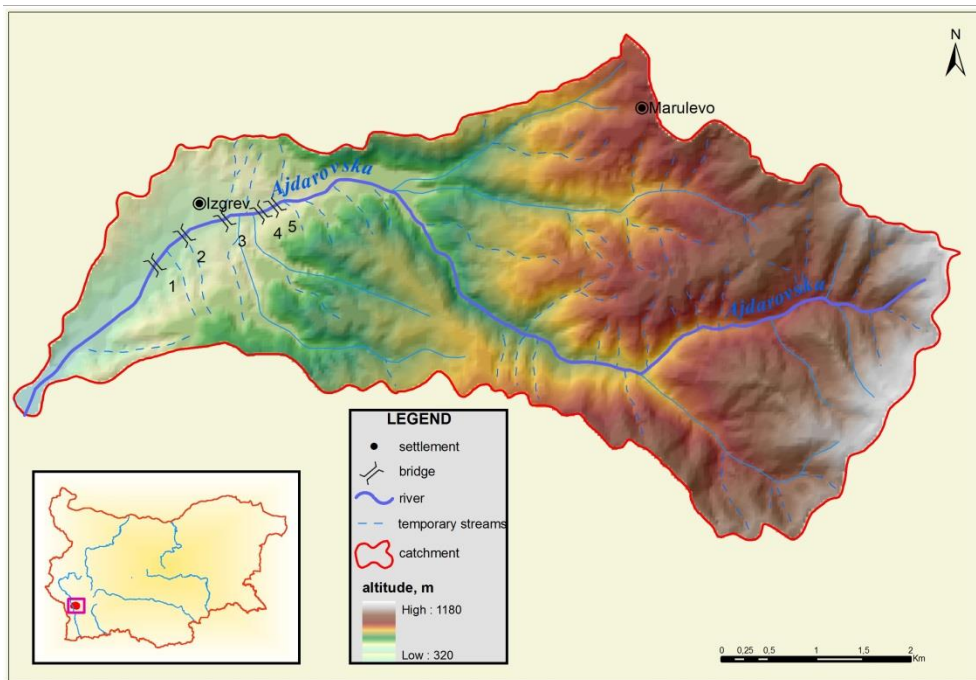 N
Marulevo
Ajdarovska
Izgrev
5
4
3
2
1
Ajdarovska
LEGEND
settlement
bridge
river
temporary streams
catchment
altitude, m
High : 1180
Low : 320
0 0,25 0,5 1 1,5 2
Km